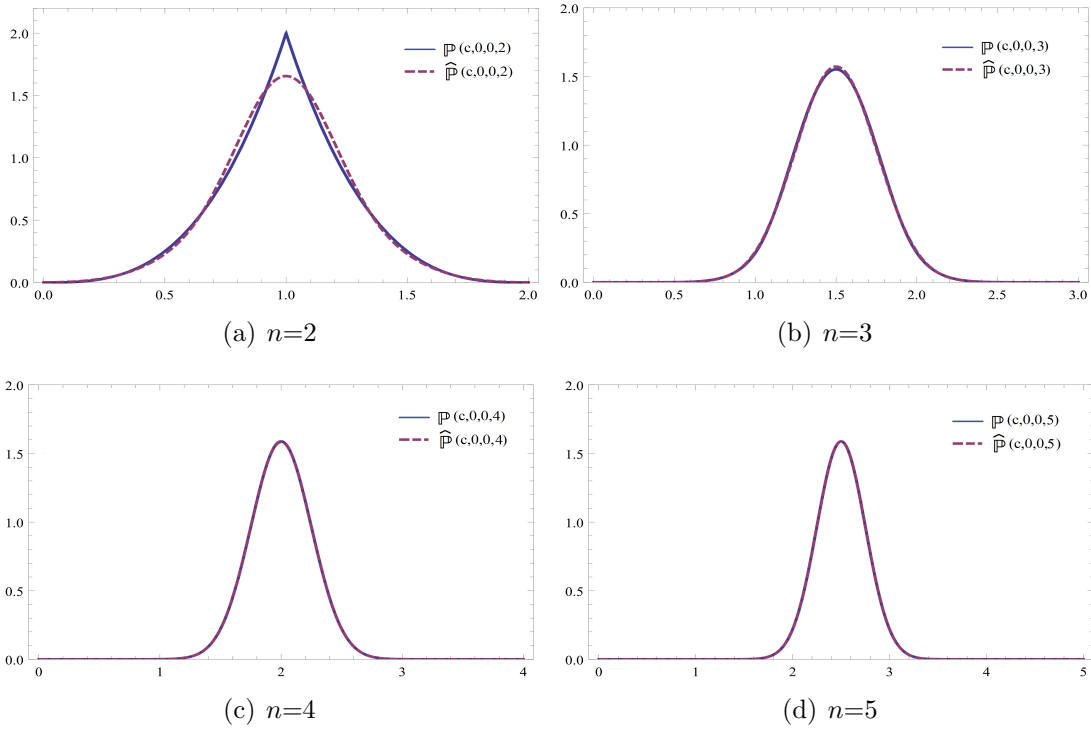 2.0
1.5
1.0
0.5
0.0
0.0 0.5 1.0 1.5 2.0
ℙ (c,0,0,2)
ℙ̂ (c,0,0,2)
(a) n=2
2.0
1.5
1.0
0.5
0.0
0.0 0.5 1.0 1.5 2.0 2.5 3.0
ℙ (c,0,0,3)
ℙ̂ (c,0,0,3)
(b) n=3
2.0
1.5
1.0
0.5
0.0
0 1 2 3 4
ℙ (c,0,0,4)
ℙ̂ (c,0,0,4)
(c) n=4
2.0
1.5
1.0
0.5
0.0
0 1 2 3 4 5
ℙ (c,0,0,5)
ℙ̂ (c,0,0,5)
(d) n=5